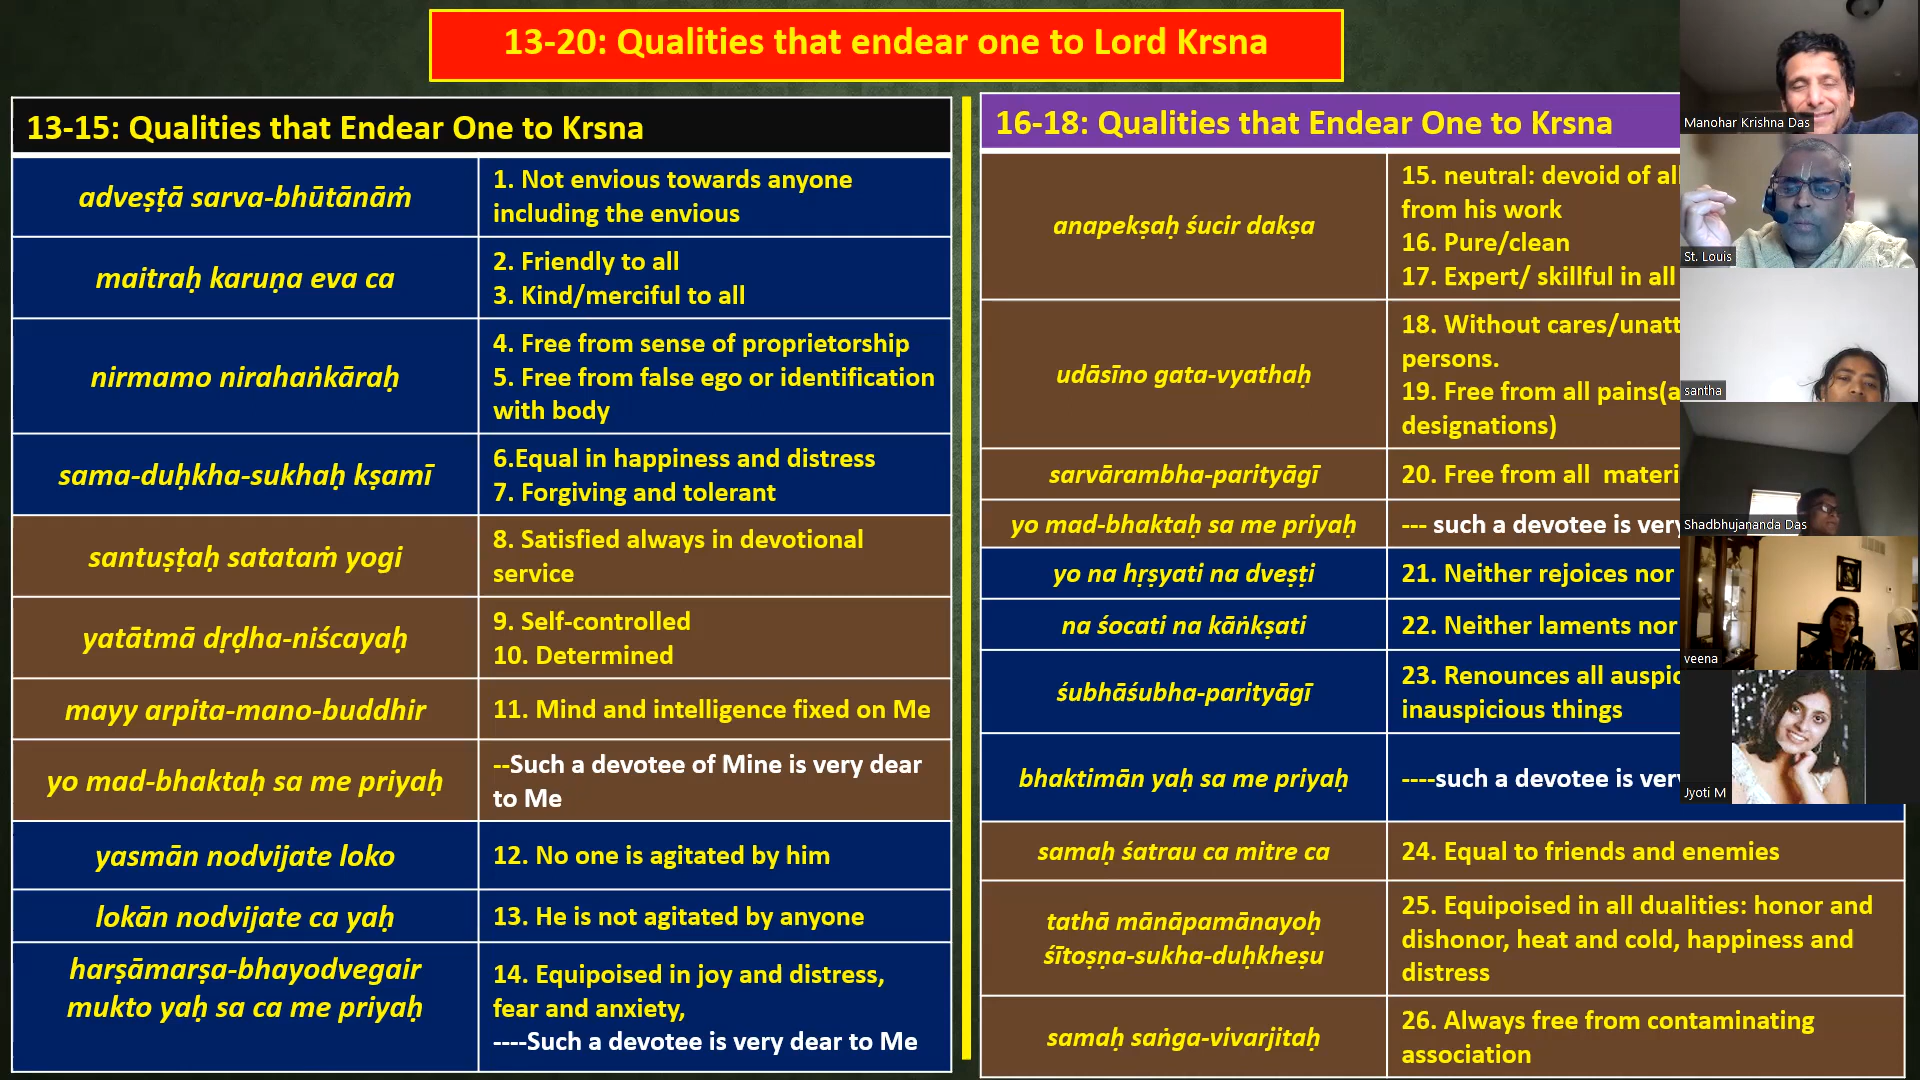 13-20: Qualities that endear one to Lord Krsna
13-15: Qualities that Endear One to Krsna
adveṣṭā sarva-bhūtānāṁ
1. Not envious towards anyone
including the envious
maitraḥ karuṇa eva ca
2. Friendly to all
3. Kind/merciful to all
nirmamo nirahaṅkāraḥ
4. Free from sense of proprietorship
5. Free from false ego or identification
with body
sama-duḥkha-sukhaḥ kṣamī
6.Equal in happiness and distress
7. Forgiving and tolerant
santuṣṭaḥ satataṁ yogi
8. Satisfied always in devotional
service
yatātmā dṛḍha-niścayaḥ
9. Self-controlled
10. Determined
mayy arpita-mano-buddhir
11. Mind and intelligence fixed on Me
yo mad-bhaktaḥ sa me priyaḥ
--Such a devotee of Mine is very dear
to Me
yasmān nodvijate loko
12. No one is agitated by him
lokān nodvijate ca yaḥ
13. He is not agitated by anyone
harṣāmarṣa-bhayodvegair
mukto yaḥ sa ca me priyaḥ
14. Equipoised in joy and distress,
fear and anxiety,
----Such a devotee is very dear to Me
16-18: Qualities that Endear One to Krsna
anapekṣaḥ śucir dakṣa
15. neutral: devoid of al
from his work
16. Pure/clean
17. Expert/ skillful in all
udāsīno gata-vyathaḥ
18. Without cares/unatt
persons.
19. Free from all pains(a
designations)
sarvārambha-parityāgī
20. Free from all  materi
yo mad-bhaktaḥ sa me priyaḥ
--- such a devotee is very
yo na hṛṣyati na dveṣṭi
21. Neither rejoices nor
na śocati na kāṅkṣati
22. Neither laments nor
śubhāśubha-parityāgī
23. Renounces all auspic
inauspicious things
bhaktimān yaḥ sa me priyaḥ
----such a devotee is very
samaḥ śatrau ca mitre ca
24. Equal to friends and enemies
tathā mānāpamānayoḥ
śītoṣṇa-sukha-duḥkheṣu
25. Equipoised in all dualities: honor and
dishonor, heat and cold, happiness and
distress
samaḥ saṅga-vivarjitaḥ
26. Always free from contaminating
association
Manohar Krishna Das
St. Louis
santha
Shadbhujananda Das
veena
Jyoti M